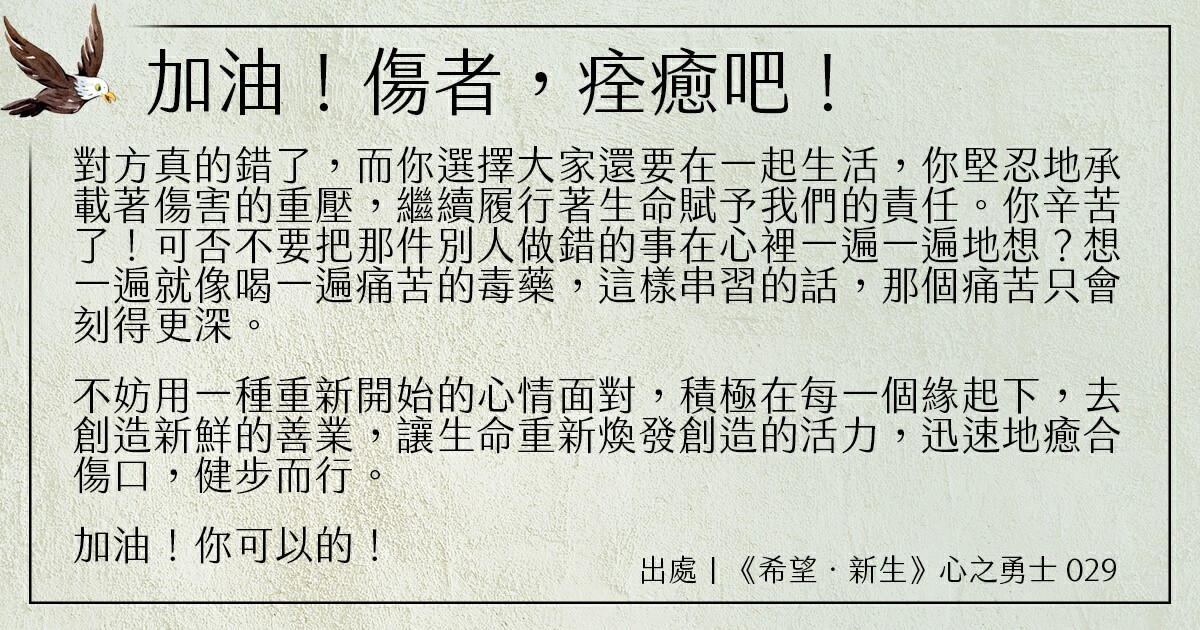 加油！傷者，痊癒吧！
對方真的錯了，而你選擇大家還要在一起生活，你堅忍地承
載著傷害的重壓，繼續履行著生命賦予我們的責任。你辛苦
了！可否不要把那件別人做錯的事在心裡一遍一遍地想？想
一遍就像喝一遍痛苦的毒藥，這樣串習的話，那個痛苦只會
刻得更深。
不妨用一種重新開始的心情面對，積極在每一個緣起下，去
創造新鮮的善業，讓生命重新煥發創造的活力，迅速地癒合
傷口，健步而行。
加油！你可以的！
出處 | 《希望．新生》心之勇士 029